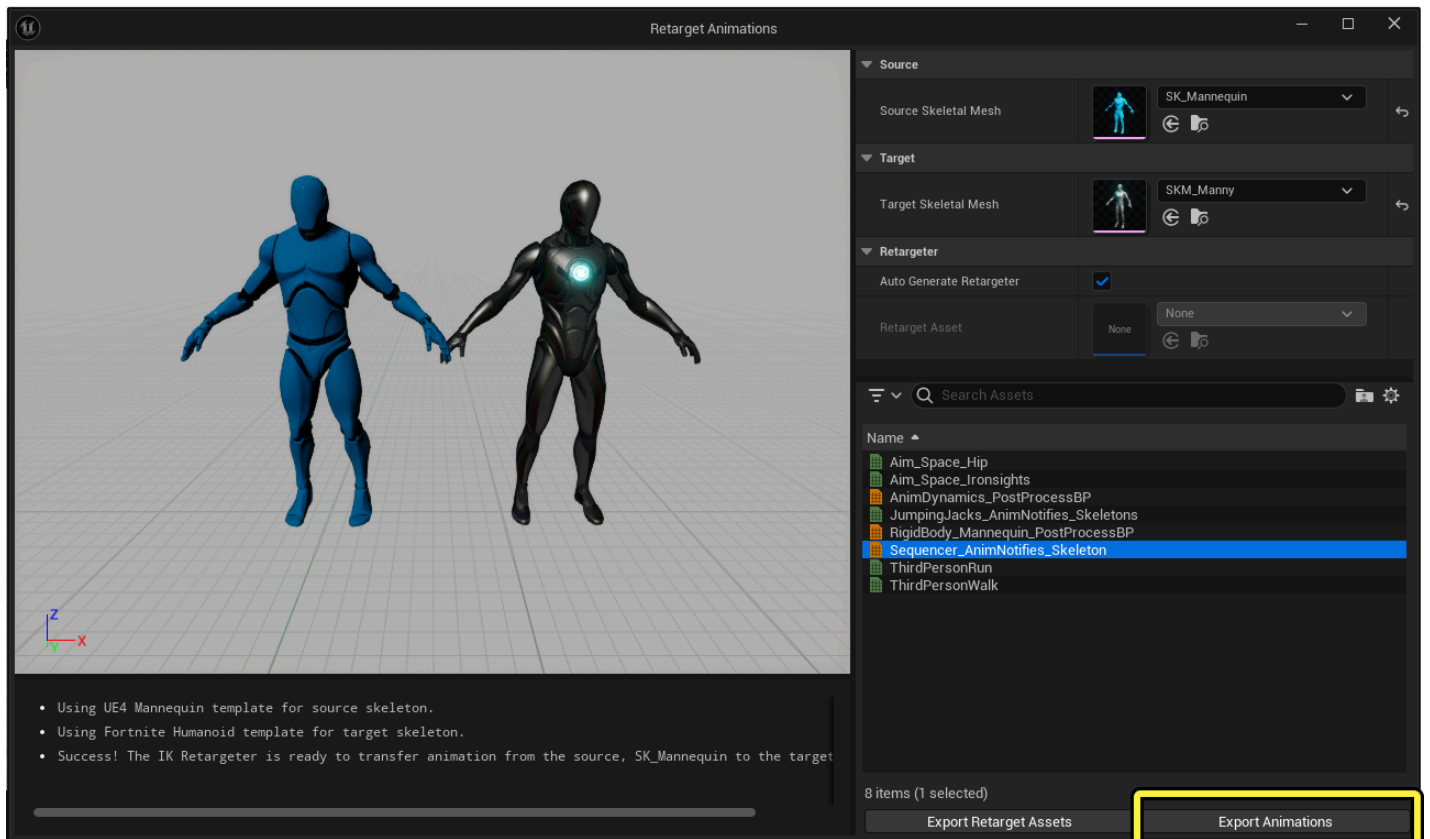 Retarget Animations
Source
Source Skeletal Mesh
SK_Mannequin
Target
Target Skeletal Mesh
SKM_Manny
Retargeter
Auto Generate Retargeter
Retarget Asset
None
None
Search Assets
Name
Aim_Space_Hip
Aim_Space_Ironsights
AnimDynamics_PostProcessBP
JumpingJacks_AnimNotifies_Skeletons
RigidBody_Mannequin_PostProcessBP
Sequencer_AnimNotifies_Skeleton
ThirdPersonRun
ThirdPersonWalk
Z
X
Y
• Using UE4 Mannequin template for source skeleton.
• Using Fortnite Humanoid template for target skeleton.
• Success! The IK Retargeter is ready to transfer animation from the source, SK_Mannequin to the target
8 items (1 selected)
Export Retarget Assets
Export Animations